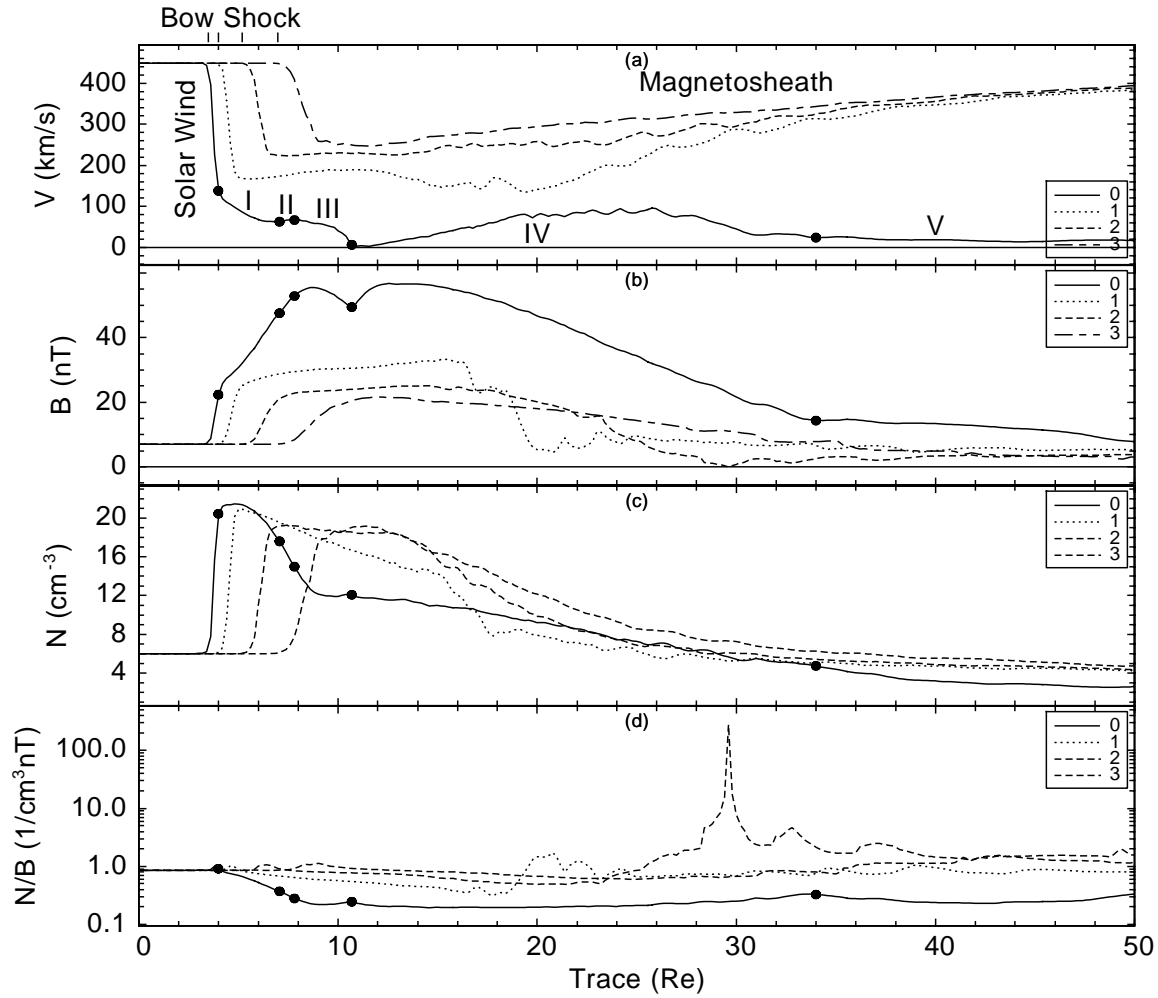 Bow Shock
(a)
Magnetosheath
Solar Wind
I
II
III
IV
V
V (km/s)
400
300
200
100
0
0
1
2
3
(b)
B (nT)
40
20
0
0
1
2
3
(c)
N (cm⁻³)
20
16
12
8
4
0
1
2
3
(d)
N/B (1/cm³nT)
100.0
10.0
1.0
0.1
0
1
2
3
0
10
20
30
40
50
Trace (Re)